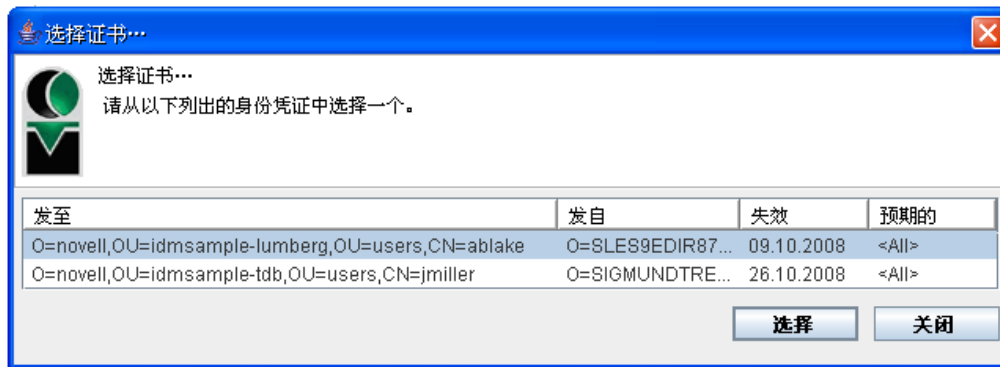 选择证书…
选择证书…
请从以下列出的身份凭证中选择一个。
发至 发自 失效 预期的
O=novell,OU=idmsample-lumberg,OU=users,CN=ablake O=SLES9EDIR87... 09.10.2008 <All>
O=novell,OU=idmsample-tdb,OU=users,CN=jmiller O=SIGMUNDTRE... 26.10.2008 <All>
选择 关闭